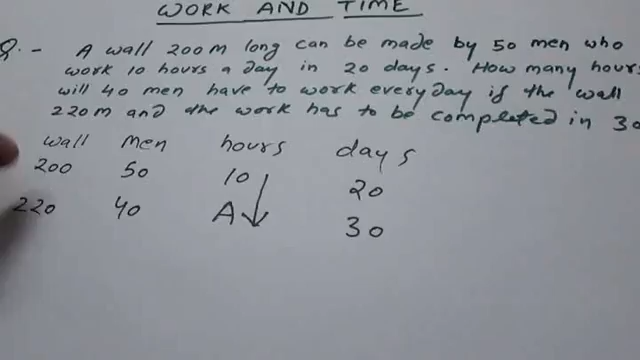 WORK AND TIME
Q. - A wall 200m long can be made by 50 men who
work 10 hours a day in 20 days. How many hours
will 40 men have to work everyday if the wall
220m and the work has to be completed in 30
wall men hours days
200 50 10 20
220 40 A 30